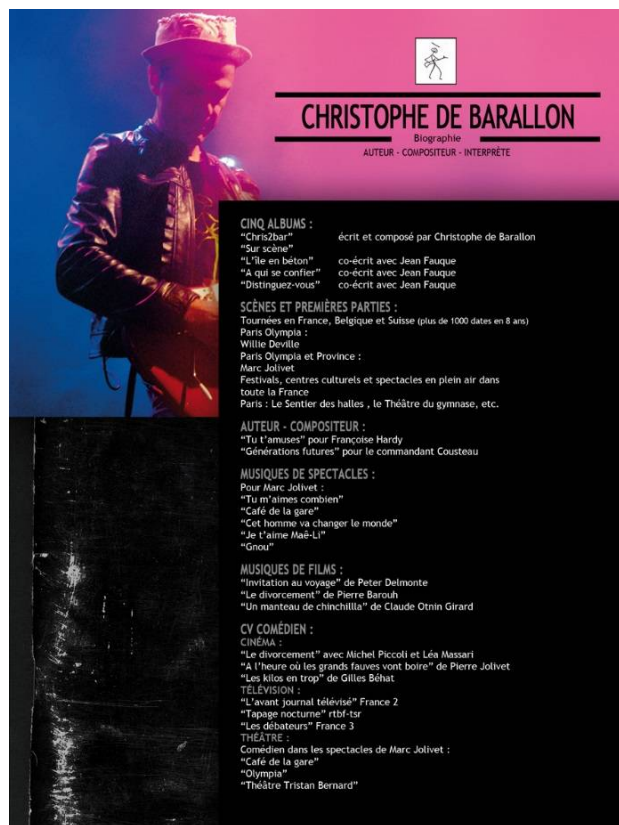 CHRISTOPHE DE BARALLON
Biographie
AUTEUR - COMPOSITEUR - INTERPRÈTE
CINQ ALBUMS :
“Chris2bar” écrit et composé par Christophe de Barallon
“Sur scène”
“L'île en béton” co-écrit avec Jean Fauque
“A qui se confier” co-écrit avec Jean Fauque
“Distinguez-vous” co-écrit avec Jean Fauque
SCÈNES ET PREMIÈRES PARTIES :
Tournées en France, Belgique et Suisse (plus de 1000 dates en 8 ans)
Paris Olympia :
Willie Deville
Paris Olympia et Province :
Marc Jolivet
Festivals, centres culturels et spectacles en plein air dans
toute la France
Paris : Le Sentier des halles , le Théâtre du gymnase, etc.
AUTEUR - COMPOSITEUR :
“Tu t'amuses” pour Françoise Hardy
“Générations futures” pour le commandant Cousteau
MUSIQUES DE SPECTACLES :
Pour Marc Jolivet :
“Tu m'aimes combien”
“Café de la gare”
“Cet homme va changer le monde”
“Je t'aime Maê-Li”
“Gnou”
MUSIQUES DE FILMS :
“Invitation au voyage” de Peter Delmonte
“Le divorcement” de Pierre Barouh
“Un manteau de chinchillla” de Claude Otnin Girard
CV COMÉDIEN :
CINÉMA :
“Le divorcement” avec Michel Piccoli et Léa Massari
“A l'heure où les grands fauves vont boire” de Pierre Jolivet
“Les kilos en trop” de Gilles Béhat
TÉLÉVISION :
“L'avant journal télévisé” France 2
“Tapage nocturne” rtbf-tsr
“Les débateurs” France 3
THÉÂTRE :
Comédien dans les spectacles de Marc Jolivet :
“Café de la gare”
“Olympia”
“Théâtre Tristan Bernard”